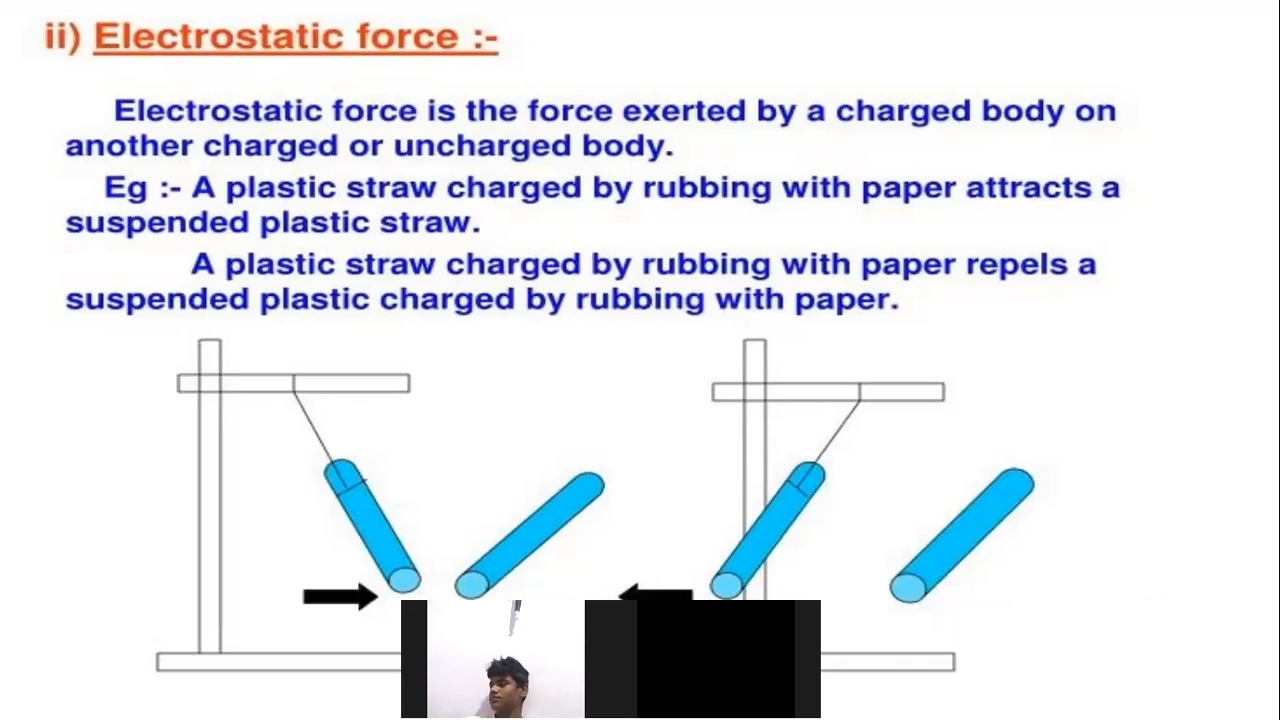 ii) Electrostatic force :-
Electrostatic force is the force exerted by a charged body on
another charged or uncharged body.
Eg :- A plastic straw charged by rubbing with paper attracts a
suspended plastic straw.
A plastic straw charged by rubbing with paper repels a
suspended plastic charged by rubbing with paper.